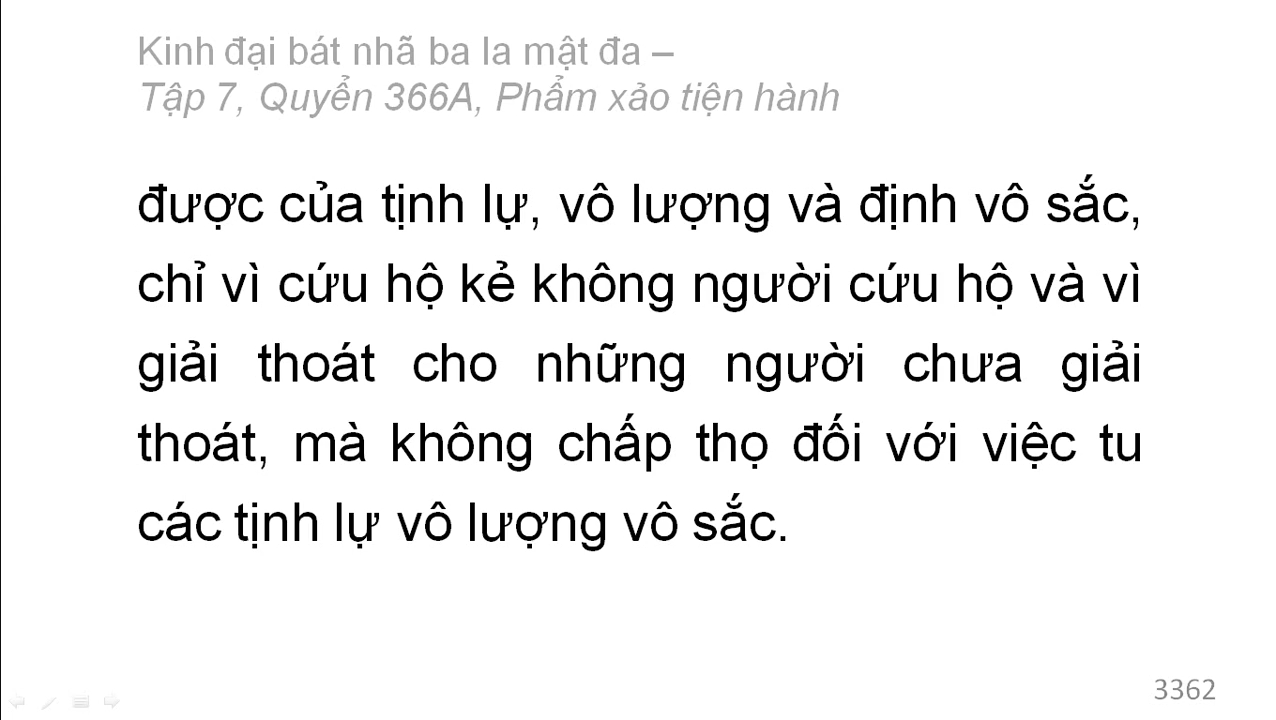 Kinh đại bát nhã ba la mật đa –
Tập 7, Quyển 366A, Phẩm xảo tiện hành
được của tịnh lự, vô lượng và định vô sắc,
chỉ vì cứu hộ kẻ không người cứu hộ và vì
giải thoát cho những người chưa giải
thoát, mà không chấp thọ đối với việc tu
các tịnh lự vô lượng vô sắc.
3362